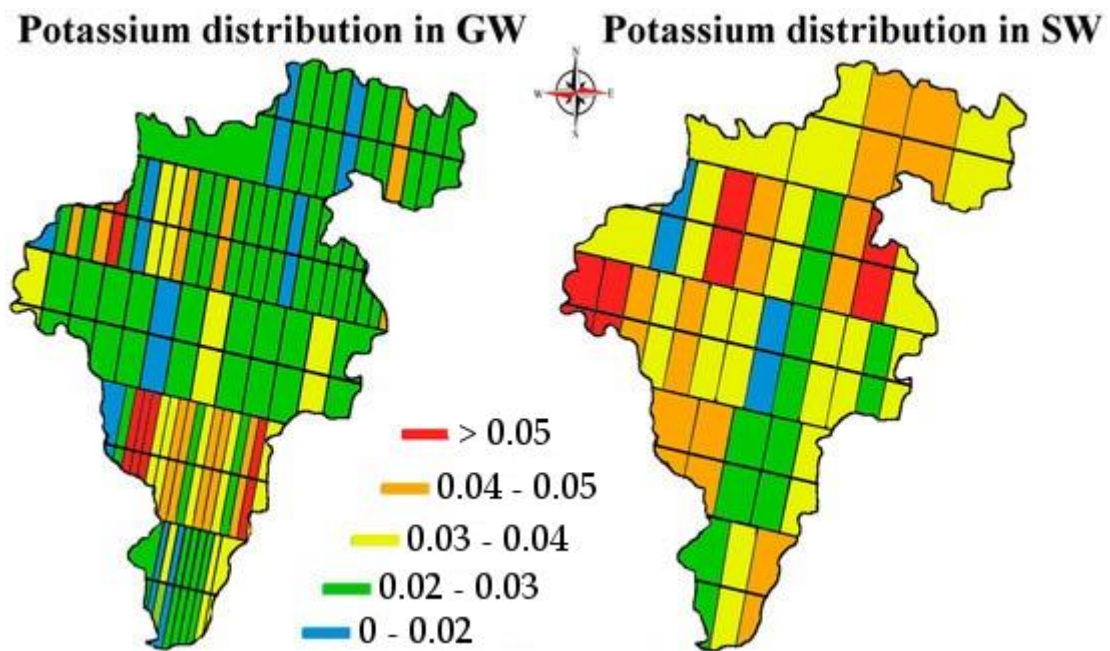 Potassium distribution in GW
Potassium distribution in SW
N
W
E
> 0.05
0.04 - 0.05
0.03 - 0.04
0.02 - 0.03
0 - 0.02